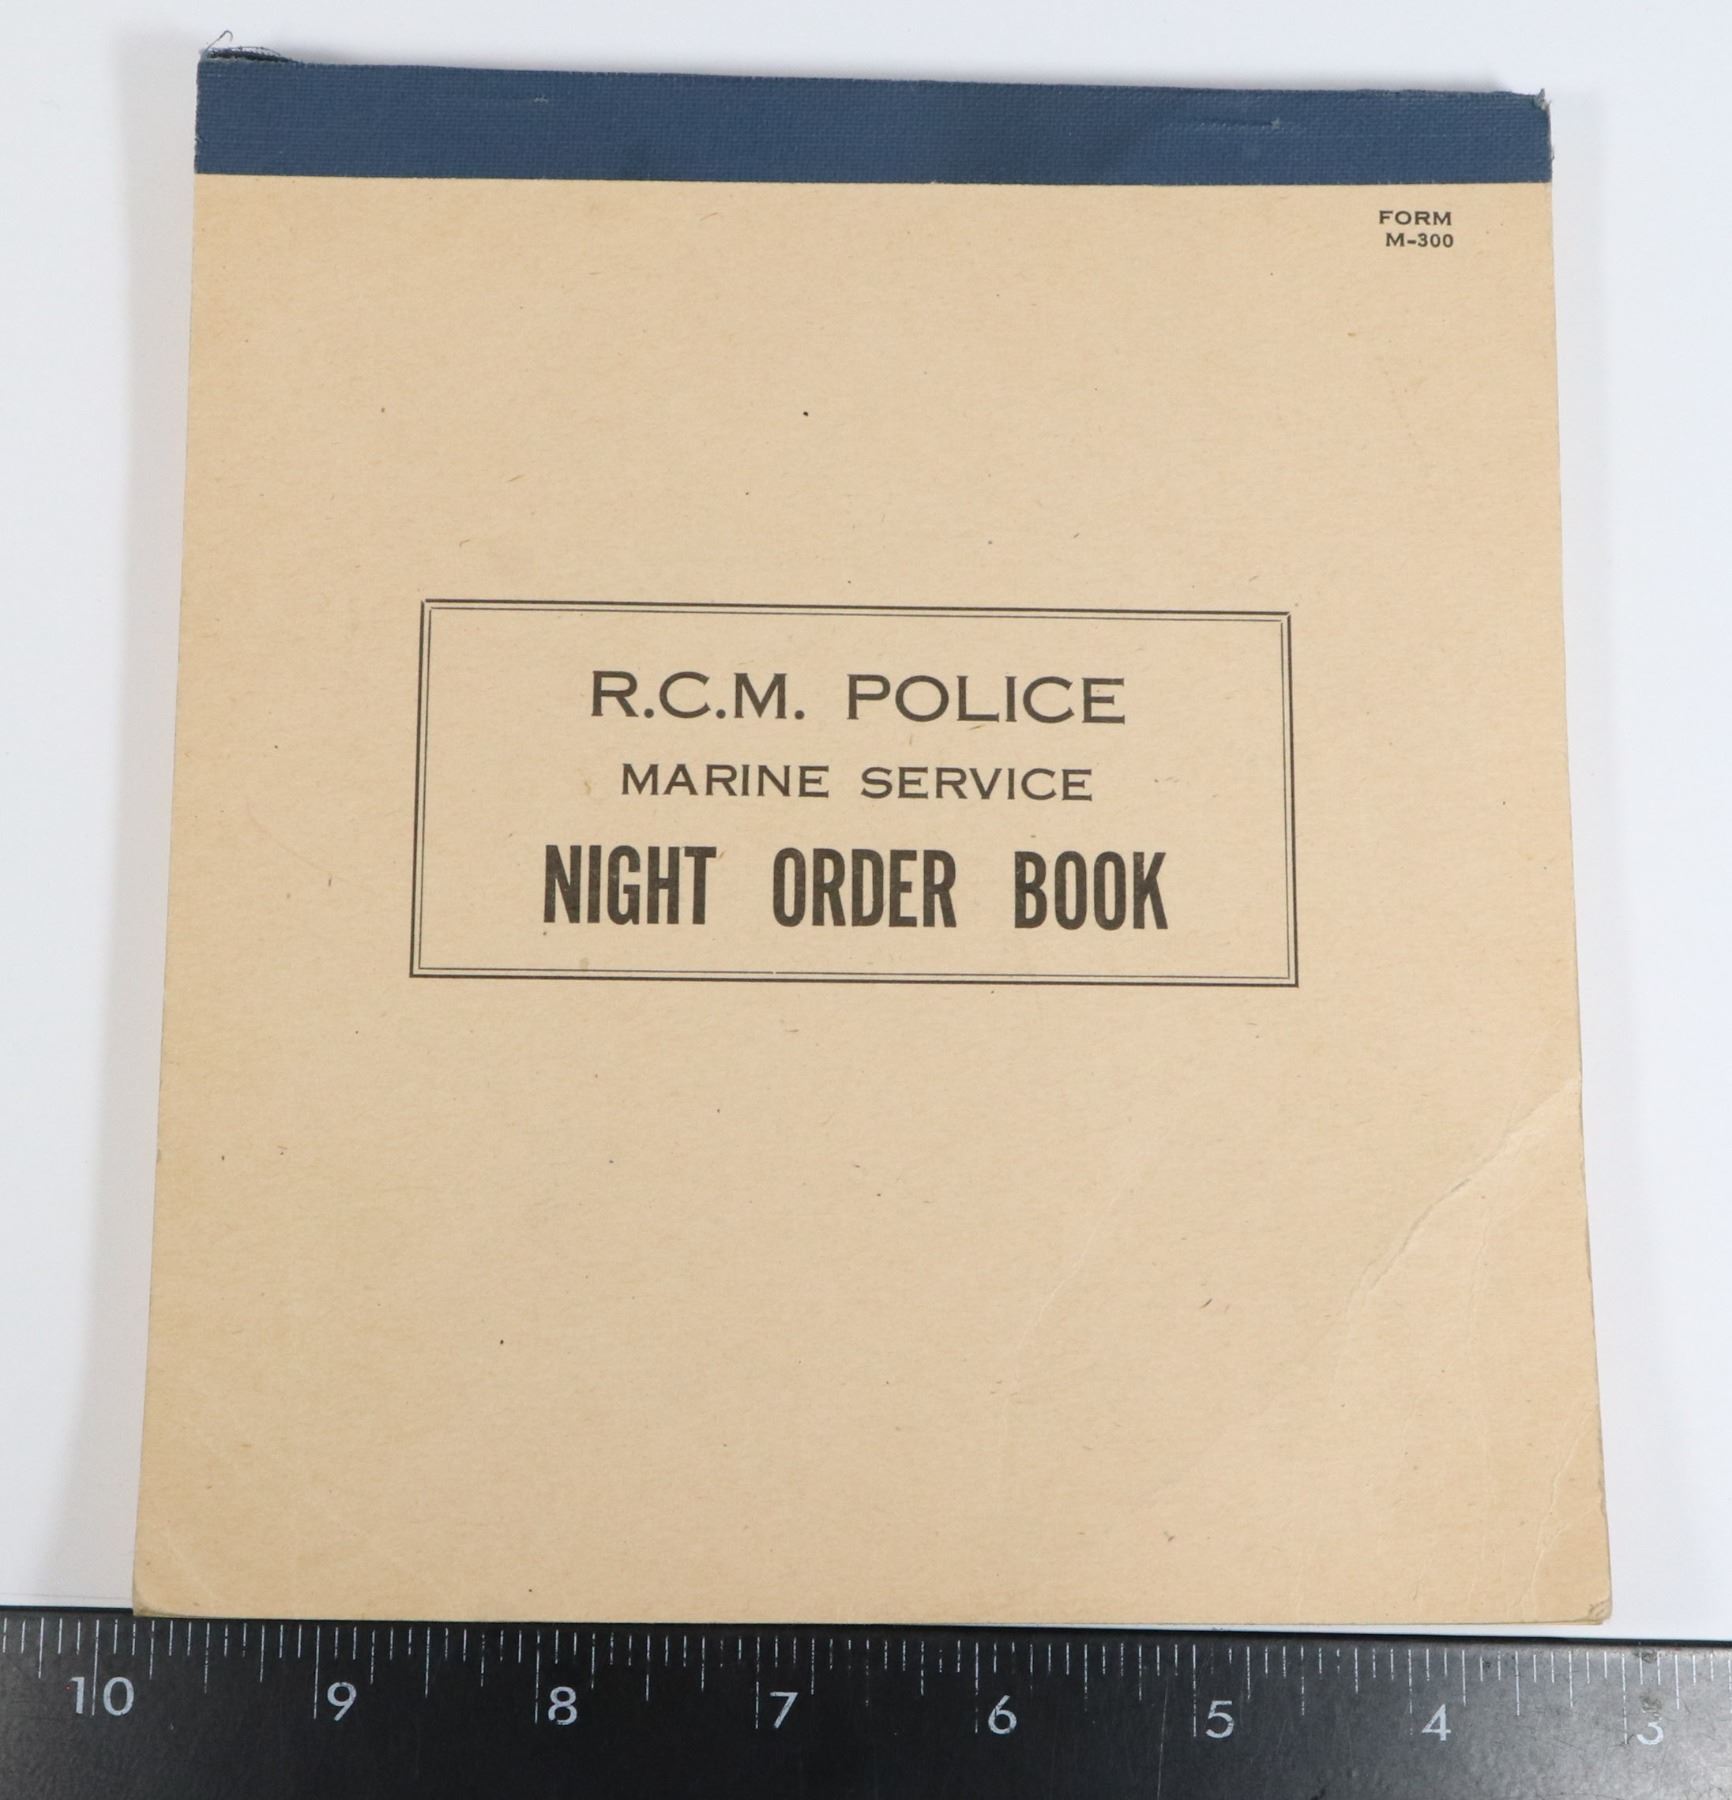 FORM
M-300
R.C.M. POLICE
MARINE SERVICE
NIGHT ORDER BOOK
10 9 8 7 6 5 4 3